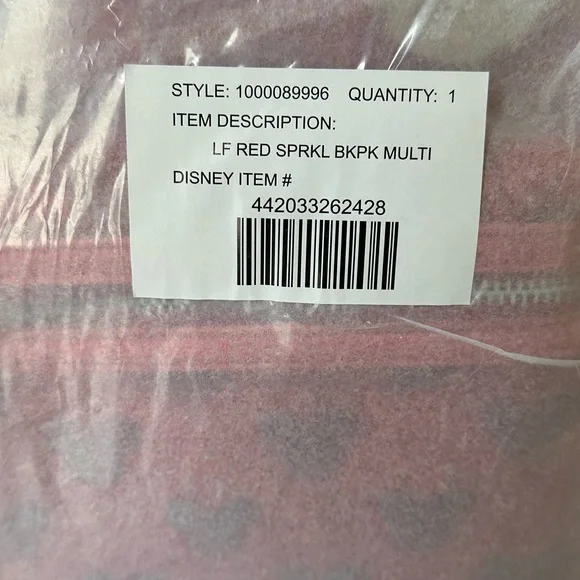 STYLE: 1000089996 QUANTITY: 1
ITEM DESCRIPTION:
LF RED SPRKL BKPK MULTI
DISNEY ITEM #
442033262428